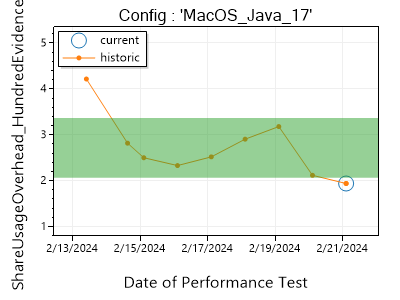 Config : 'MacOS_Java_17'
ShareUsageOverhead_HundredEvidence
current
historic
5
4
3
2
1
2/13/2024 2/15/2024 2/17/2024 2/19/2024 2/21/2024
Date of Performance Test